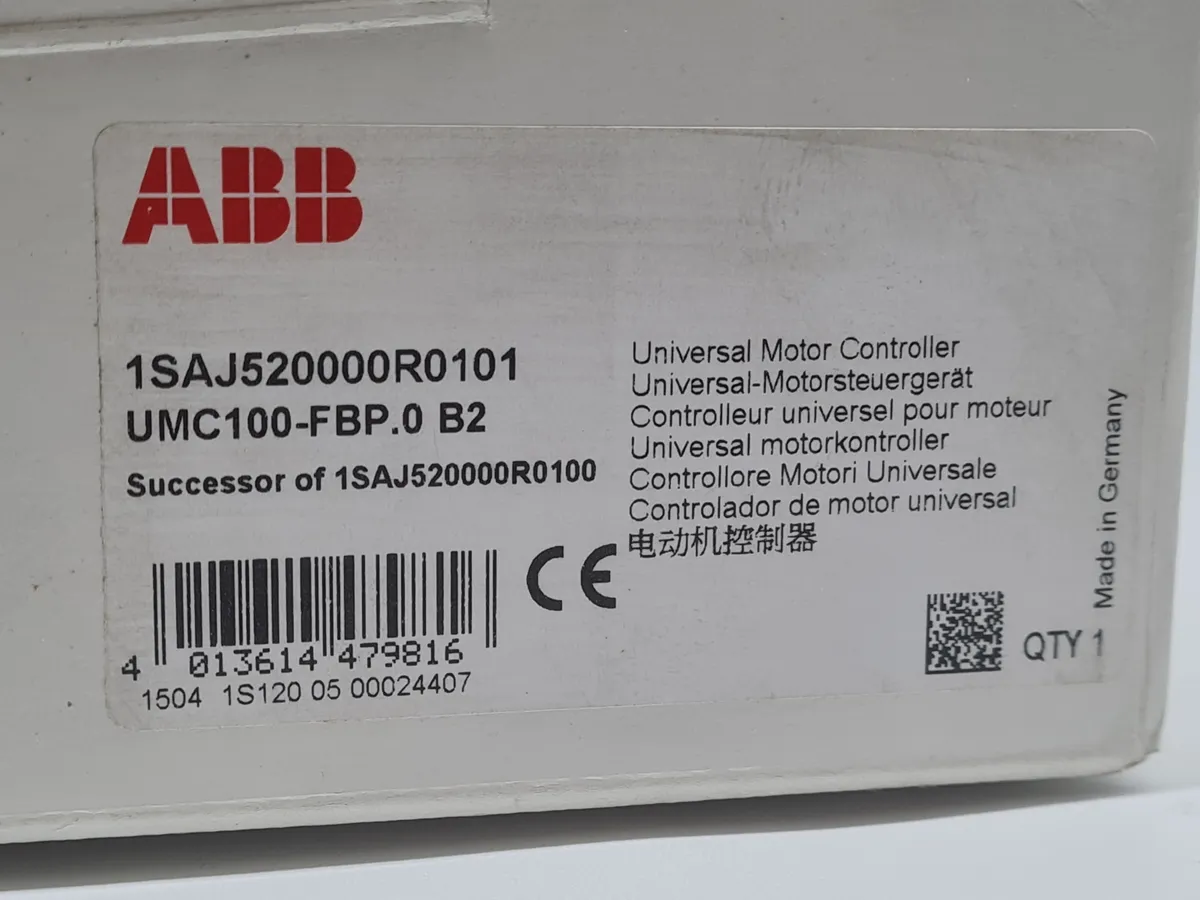 ABB
1SAJ520000R0101
UMC100-FBP.0 B2
Successor of 1SAJ520000R0100
Universal Motor Controller
Universal-Motorsteuergerät
Controlleur universel pour moteur
Universal motorkontroller
Controllore Motori Universale
Controlador de motor universal
电动机控制器
CE
4 013614 479816
1504 1S120 05 00024407
QTY 1
Made in Germany